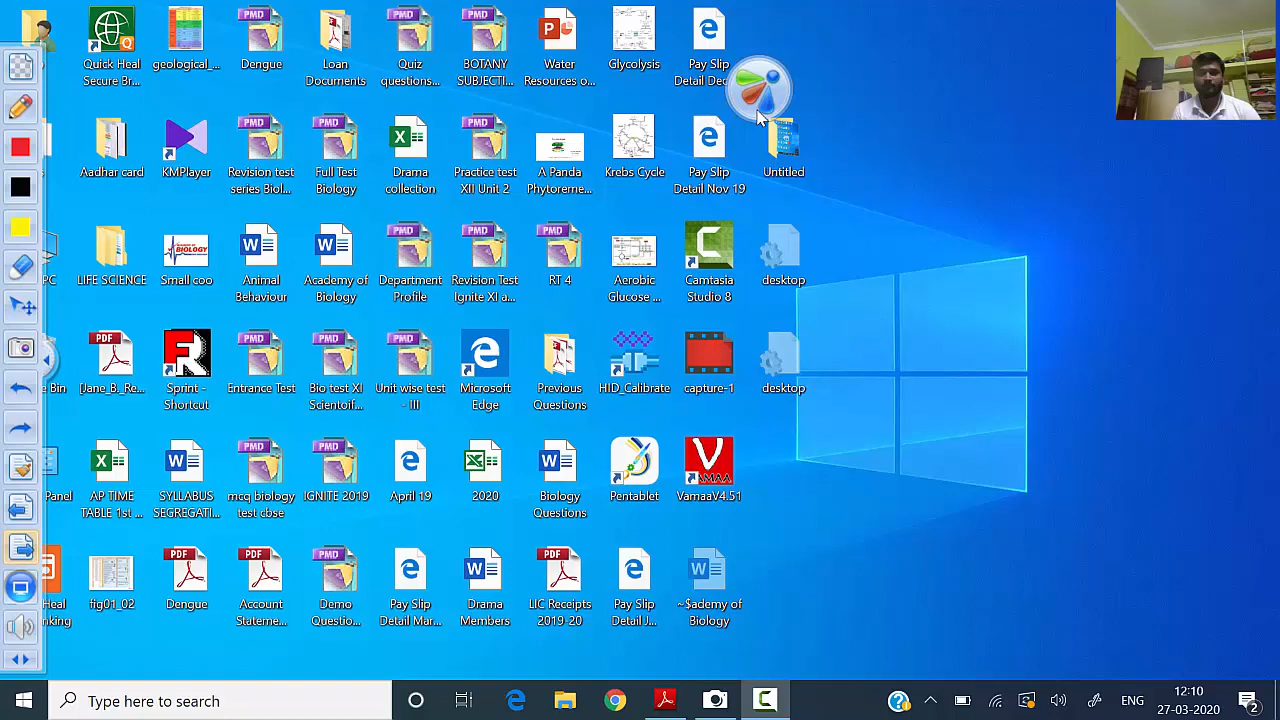 Quick Heal
Secure Br...
geological_...
Dengue
Loan
Documents
Quiz
questions...
BOTANY
SUBJECTI...
Water
Resources o...
Glycolysis
Pay Slip
Detail Dec
Aadhar card
KMPlayer
Revision test
series Biol...
Full Test
Biology
Drama
collection
Practice test
XII Unit 2
A Panda
Phytoreme...
Krebs Cycle
Pay Slip
Detail Nov 19
Untitled
PC
LIFE SCIENCE
Small coo
Animal
Behaviour
Academy of
Biology
Department
Profile
Revision Test
Ignite XI a...
RT 4
Aerobic
Glucose ...
Camtasia
Studio 8
desktop
e Bin
[Jane_B._Re...
Sprint -
Shortcut
Entrance Test
Bio test XI
Scientoif...
Unit wise test
- III
Microsoft
Edge
Previous
Questions
HID_Calibrate
capture-1
desktop
Panel
AP TIME
TABLE 1st ...
SYLLABUS
SEGREGATI...
mcq biology
test cbse
IGNITE 2019
April 19
2020
Biology
Questions
Pentablet
VamaaV4.51
Heal
nking
fig01_02
Dengue
Account
Stateme...
Demo
Questio...
Pay Slip
Detail Mar...
Drama
Members
LIC Receipts
2019-20
Pay Slip
Detail J...
~$ademy of
Biology
Type here to search
ENG
12:10
27-03-2020
2